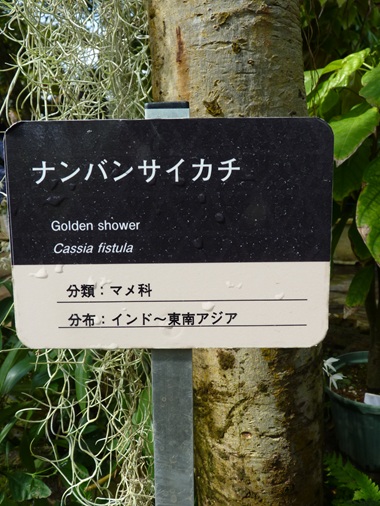 ナンバンサイカチ
Golden shower
Cassia fistula
分類：マメ科
分布：インド～東南アジア